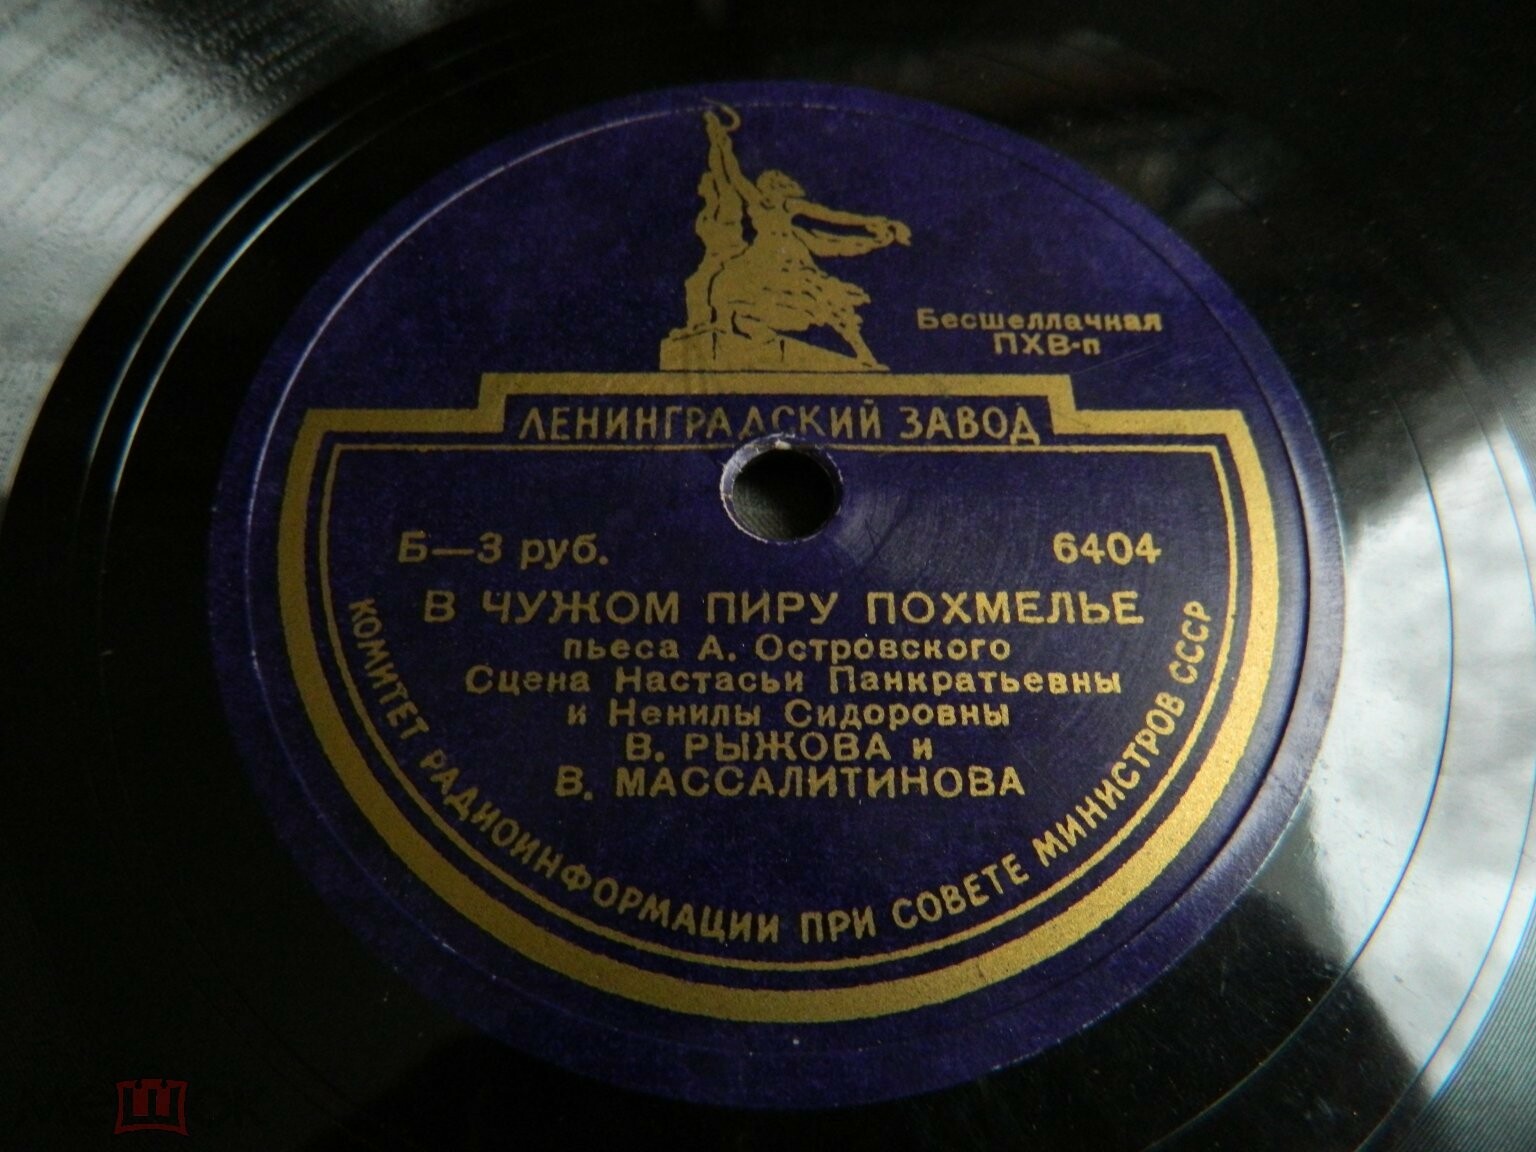 Бесшеллачная
ПХВ-п
ЛЕНИНГРАДСКИЙ ЗАВОД
Б—3 руб. 6404
В ЧУЖОМ ПИРУ ПОХМЕЛЬЕ
пьеса А. Островского
Сцена Настасьи Панкратьевны
и Ненилы Сидоровны
В. РЫЖОВА и
В. МАССАЛИТИНОВА
КОМИТЕТ РАДИОИНФОРМАЦИИ ПРИ СОВЕТЕ МИНИСТРОВ СССР